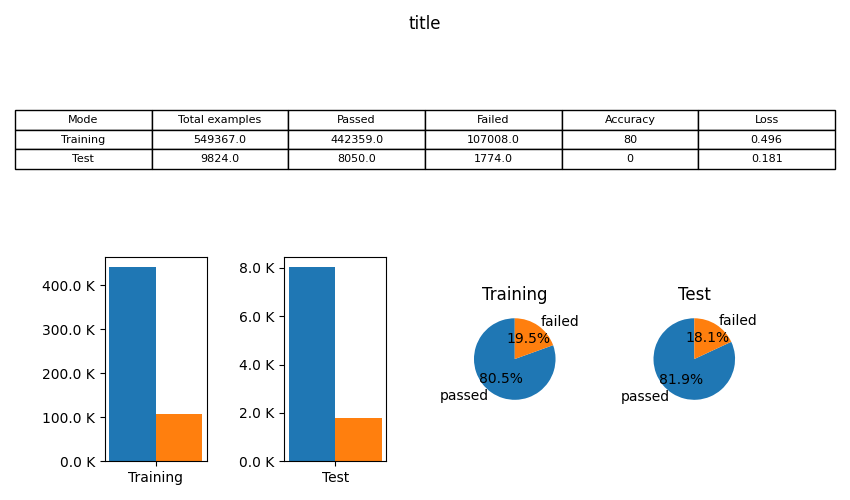 title
Mode Total examples Passed Failed Accuracy Loss
Training 549367.0 442359.0 107008.0 80 0.496
Test 9824.0 8050.0 1774.0 0 0.181
400.0 K
300.0 K
200.0 K
100.0 K
0.0 K
Training
8.0 K
6.0 K
4.0 K
2.0 K
0.0 K
Test
Training
failed
19.5%
80.5%
passed
Test
failed
18.1%
81.9%
passed